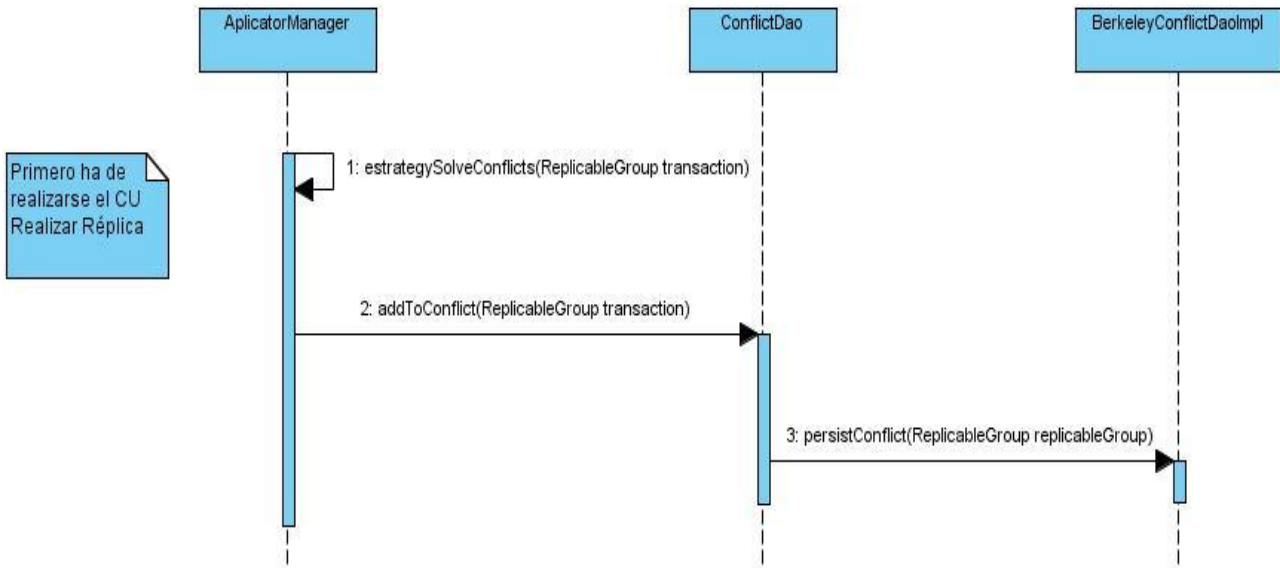 AplicatorManager
ConflictDao
BerkeleyConflictDaoImpl
Primero ha de
realizarse el CU
Realizar Réplica
1: estrategySolveConflicts(ReplicableGroup transaction)
2: addToConflict(ReplicableGroup transaction)
3: persistConflict(ReplicableGroup replicableGroup)